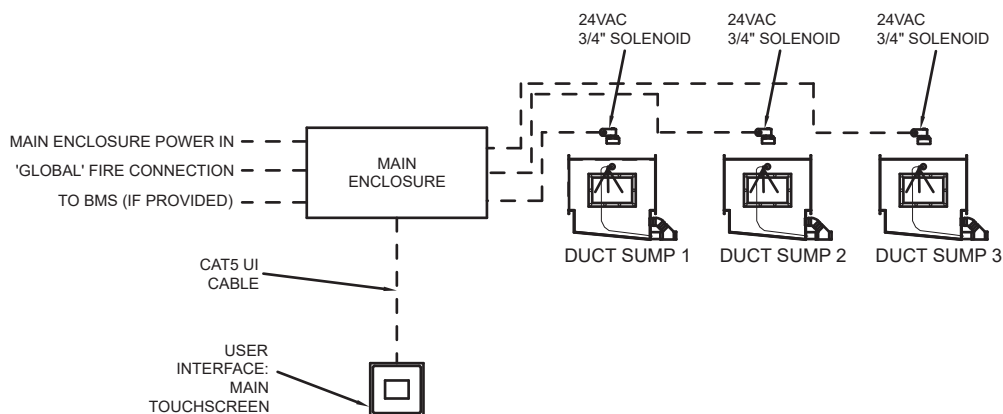 24VAC
3/4" SOLENOID
24VAC
3/4" SOLENOID
24VAC
3/4" SOLENOID
MAIN ENCLOSURE POWER IN
'GLOBAL' FIRE CONNECTION
TO BMS (IF PROVIDED)
MAIN
ENCLOSURE
DUCT SUMP 1
DUCT SUMP 2
DUCT SUMP 3
CAT5 UI
CABLE
USER
INTERFACE:
MAIN
TOUCHSCREEN